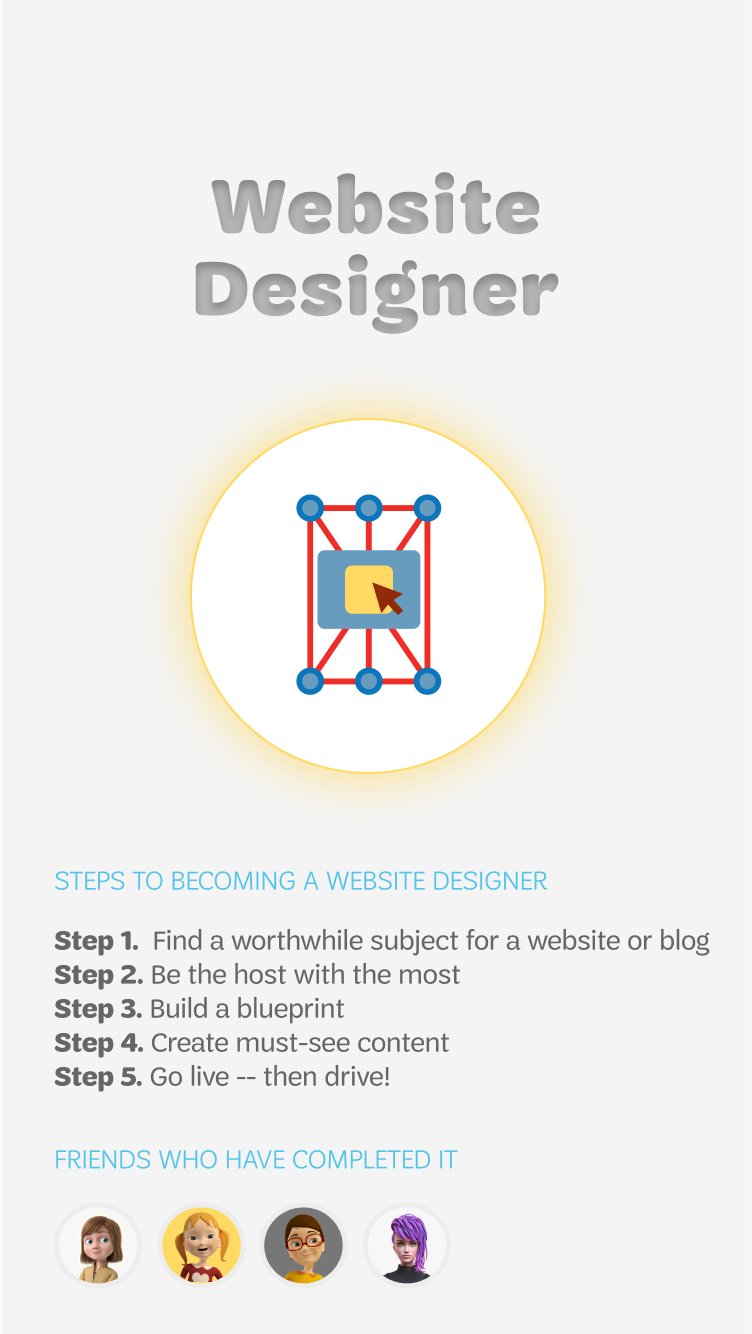 Website
Designer
STEPS TO BECOMING A WEBSITE DESIGNER
Step 1. Find a worthwhile subject for a website or blog
Step 2. Be the host with the most
Step 3. Build a blueprint
Step 4. Create must-see content
Step 5. Go live -- then drive!
FRIENDS WHO HAVE COMPLETED IT